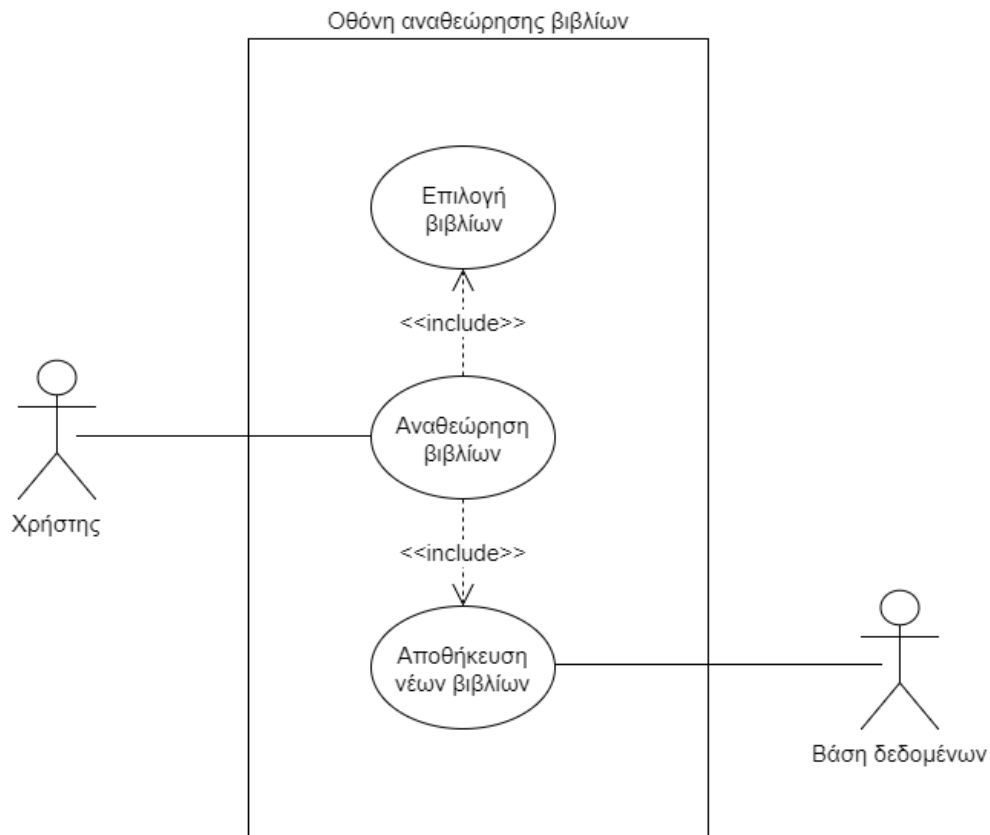 Οθόνη αναθεώρησης βιβλίων
Επιλογή
βιβλίων
<<include>>
Αναθεώρηση
βιβλίων
Χρήστης
<<include>>
Αποθήκευση
νέων βιβλίων
Βάση δεδομένων